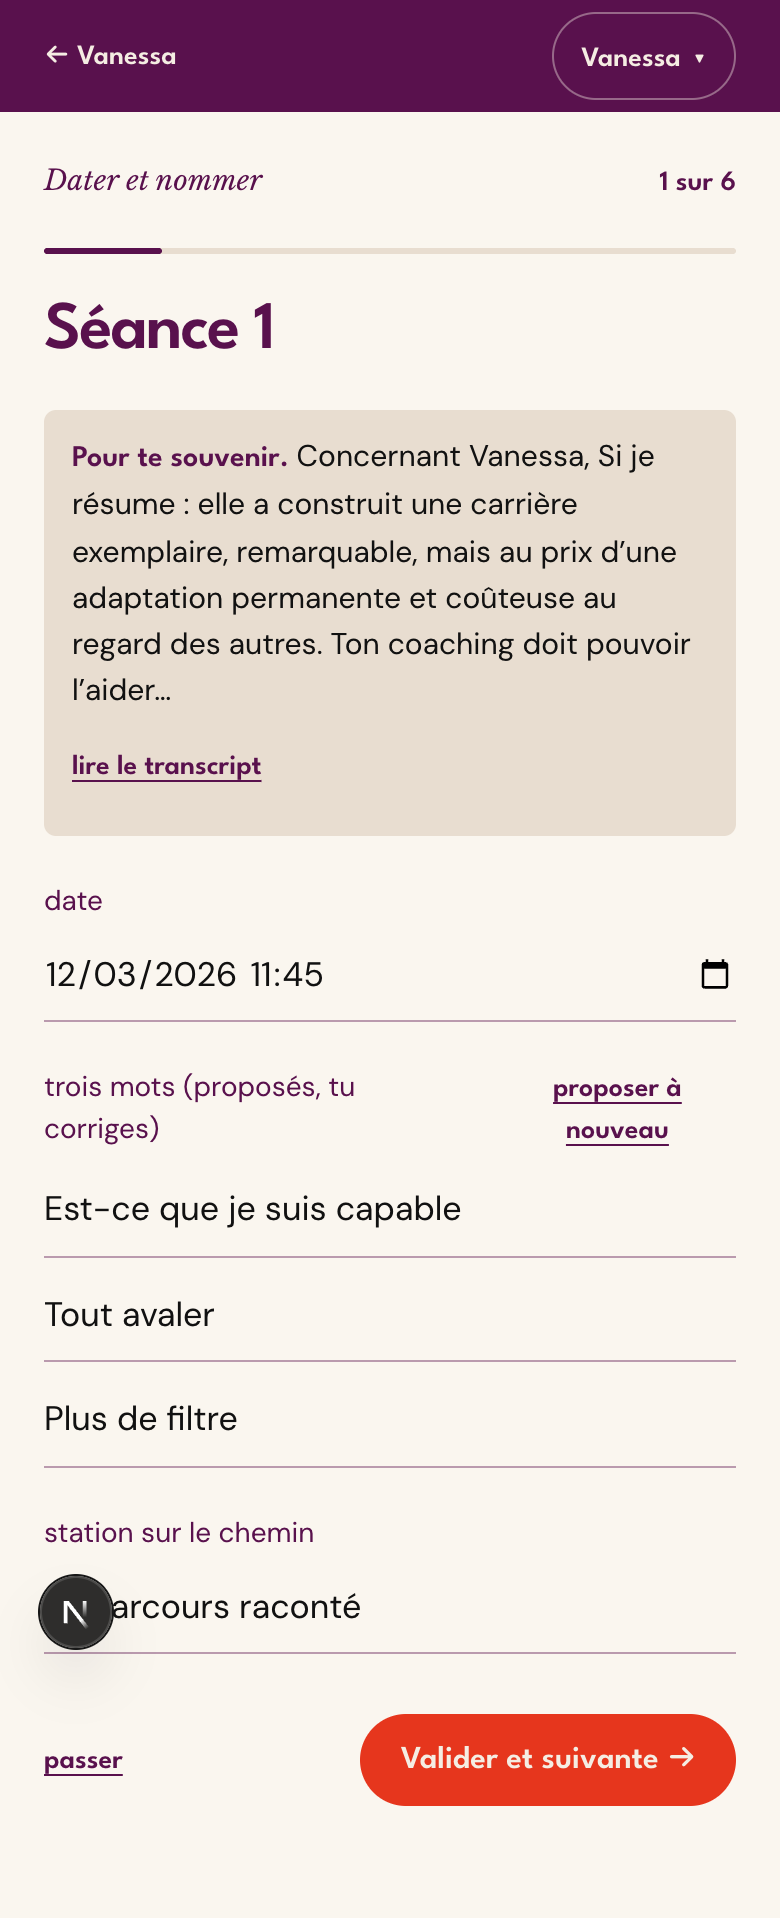 ← Vanessa
Vanessa ▾
Dater et nommer
1 sur 6
Séance 1
Pour te souvenir. Concernant Vanessa, Si je
résume : elle a construit une carrière
exemplaire, remarquable, mais au prix d’une
adaptation permanente et coûteuse au
regard des autres. Ton coaching doit pouvoir
l’aider…
lire le transcript
date
12/03/2026 11:45
trois mots (proposés, tu
corriges)
proposer à
nouveau
Est-ce que je suis capable
Tout avaler
Plus de filtre
station sur le chemin
N
arcours raconté
passer
Valider et suivante →